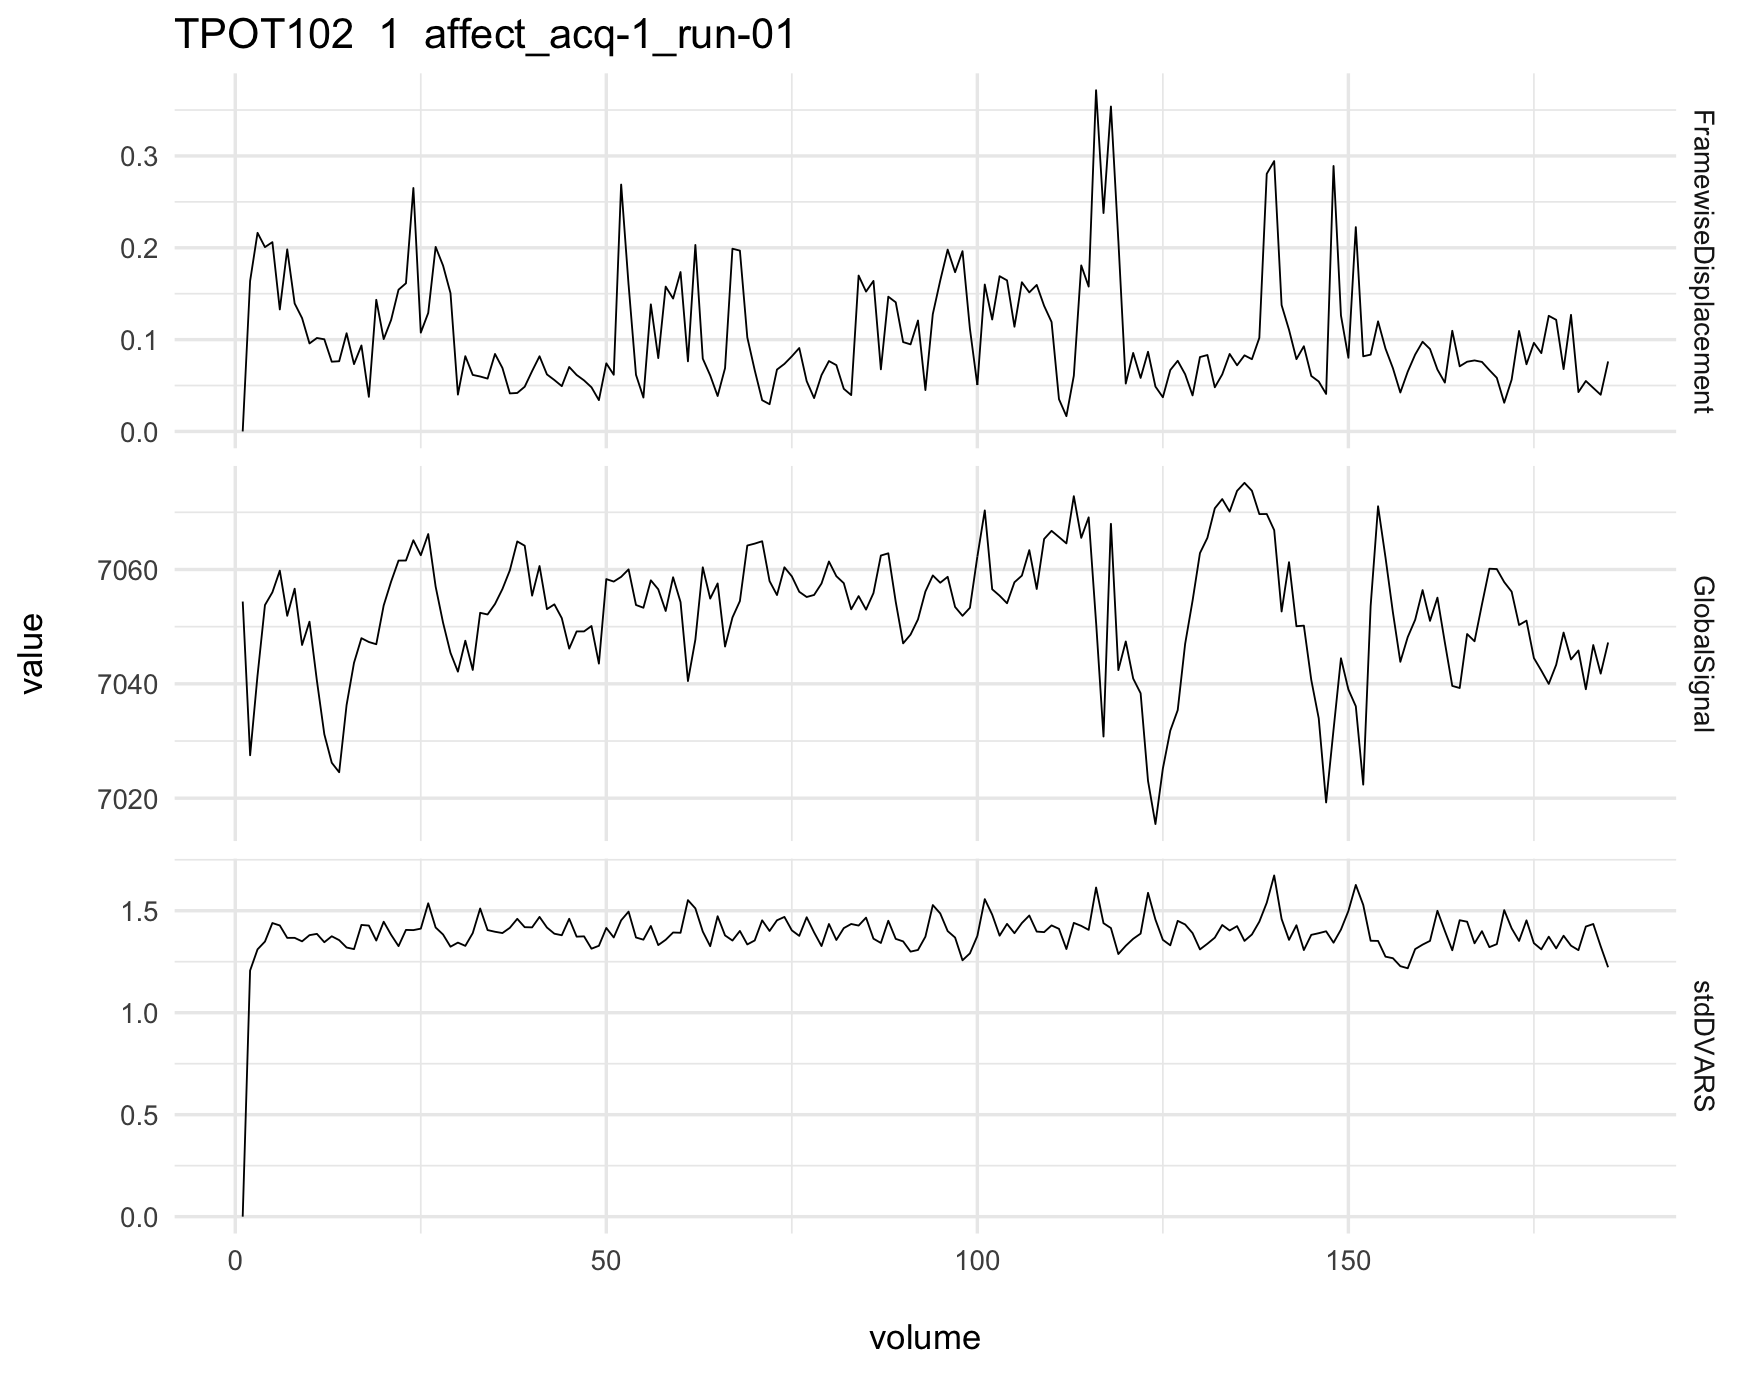 TPOT102 1 affect_acq-1_run-01
0.3
0.2
0.1
0.0
FramewiseDisplacement
7060
7040
7020
GlobalSignal
value
1.5
1.0
0.5
0.0
stdDVARS
0 50 100 150
volume